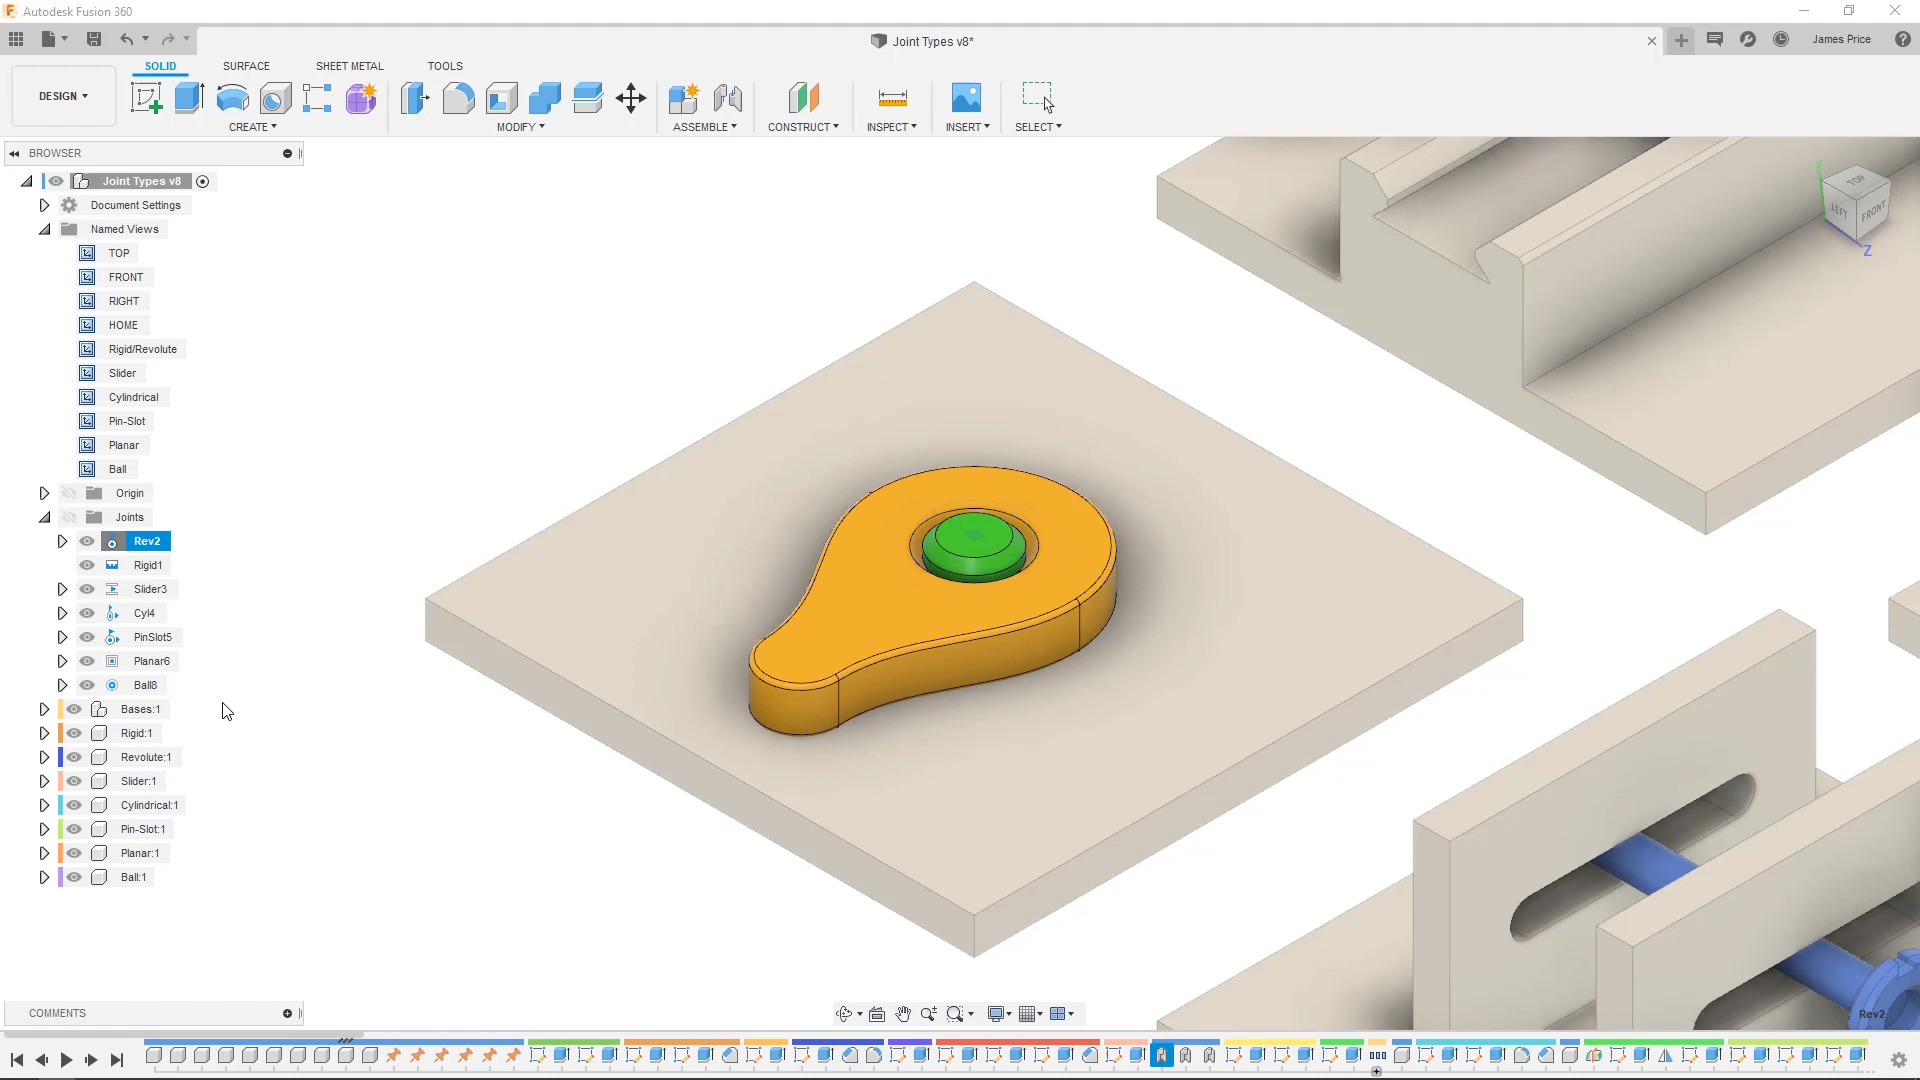 Autodesk Fusion 360
Joint Types v8*
James Price
DESIGN
SOLID
SURFACE
SHEET METAL
TOOLS
CREATE
MODIFY
ASSEMBLE
CONSTRUCT
INSPECT
INSERT
SELECT
BROWSER
Joint Types v8
Document Settings
Named Views
TOP
FRONT
RIGHT
HOME
Rigid/Revolute
Slider
Cylindrical
Pin-Slot
Planar
Ball
Origin
Joints
Rev2
Rigid1
Slider3
Cyl4
PinSlot5
Planar6
Ball8
Bases:1
Rigid:1
Revolute:1
Slider:1
Cylindrical:1
Pin-Slot:1
Planar:1
Ball:1
Y
TOP
LEFT
FRONT
Z
COMMENTS
Rev2